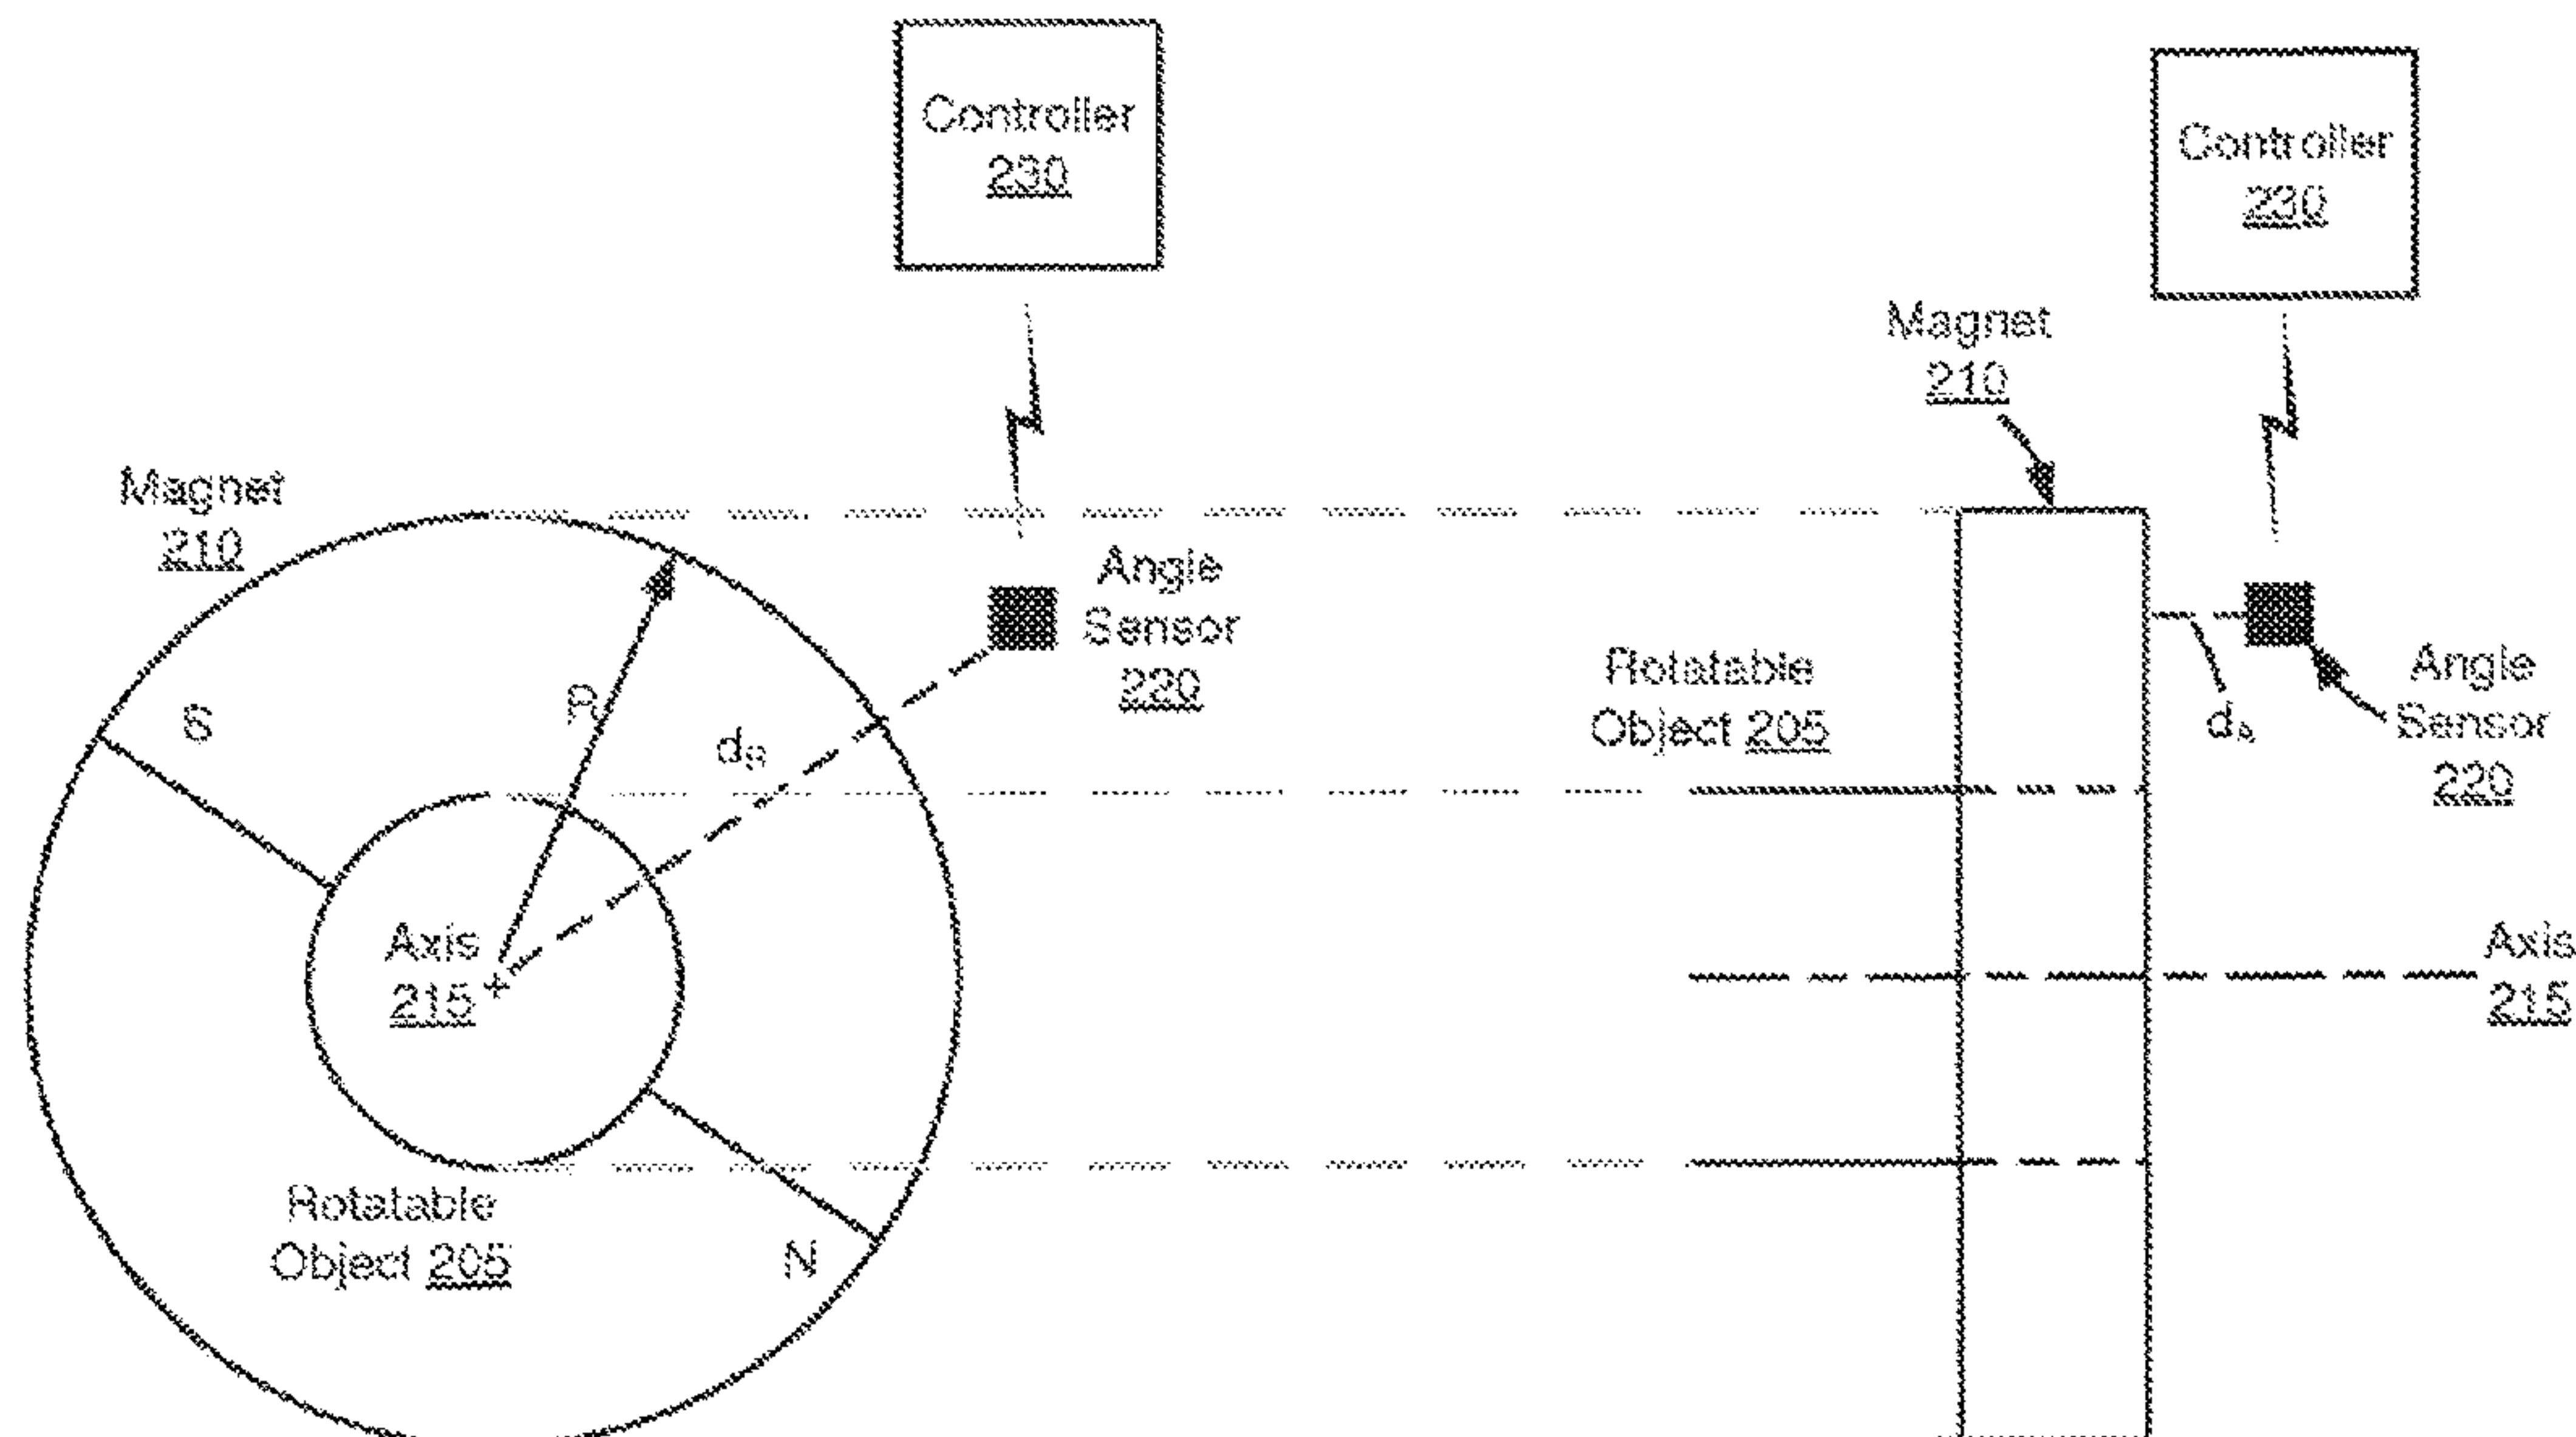 Controller
230
Controller
230
Magnet
210
Magnet
210
Angle
Sensor
220
S
R
dR
Rotatable
Object 205
dA
Angle
Sensor
220
Axis
215
Axis
215
Rotatable
Object 205
N